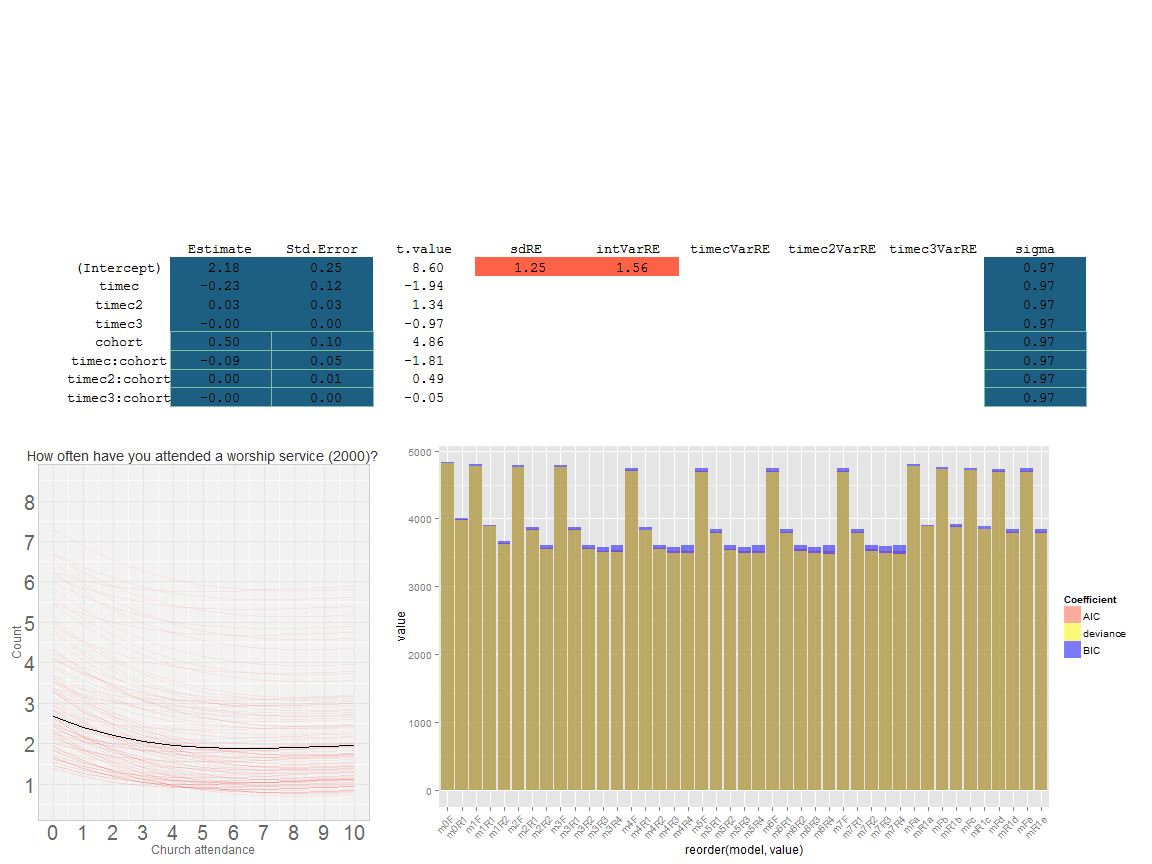 Estimate Std.Error t.value sdRE intVarRE timecVarRE timec2VarRE timec3VarRE sigma
(Intercept) 2.18 0.25 8.60 1.25 1.56 0.97
timec −0.23 0.12 −1.94 0.97
timec2 0.03 0.03 1.34 0.97
timec3 −0.00 0.00 −0.97 0.97
cohort 0.50 0.10 4.86 0.97
timec:cohort −0.09 0.05 −1.81 0.97
timec2:cohort 0.00 0.01 0.49 0.97
timec3:cohort −0.00 0.00 −0.05 0.97
How often have you attended a worship service (2000)?
Count
8
7
6
5
4
3
2
1
0 1 2 3 4 5 6 7 8 9 10
Church attendance
value
5000
4000
3000
2000
1000
0
m0F m0R1 m1F m1R1 m1R2 m2F m2R1 m2R2 m3F m3R1 m3R2 m3R3 m3R4 m4F m4R1 m4R2 m4R3 m4R4 m5F m5R1 m5R2 m5R3 m5R4 m6F m6R1 m6R2 m6R3 m6R4 m7F m7R1 m7R2 m7R3 m7R4 mFa mR1a mFb mR1b mFc mR1c mFd mR1d mFe mR1e
reorder(model, value)
Coefficient
AIC
deviance
BIC